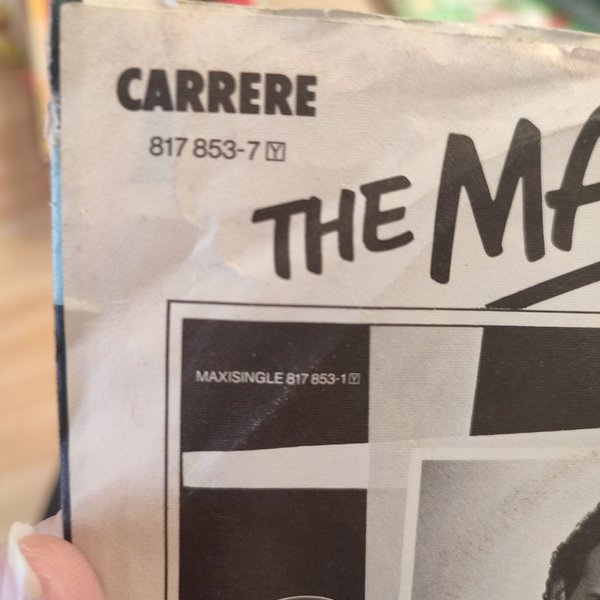 CARRERE
817 853-7 Y
THE MA
MAXISINGLE 817 853-1 Y